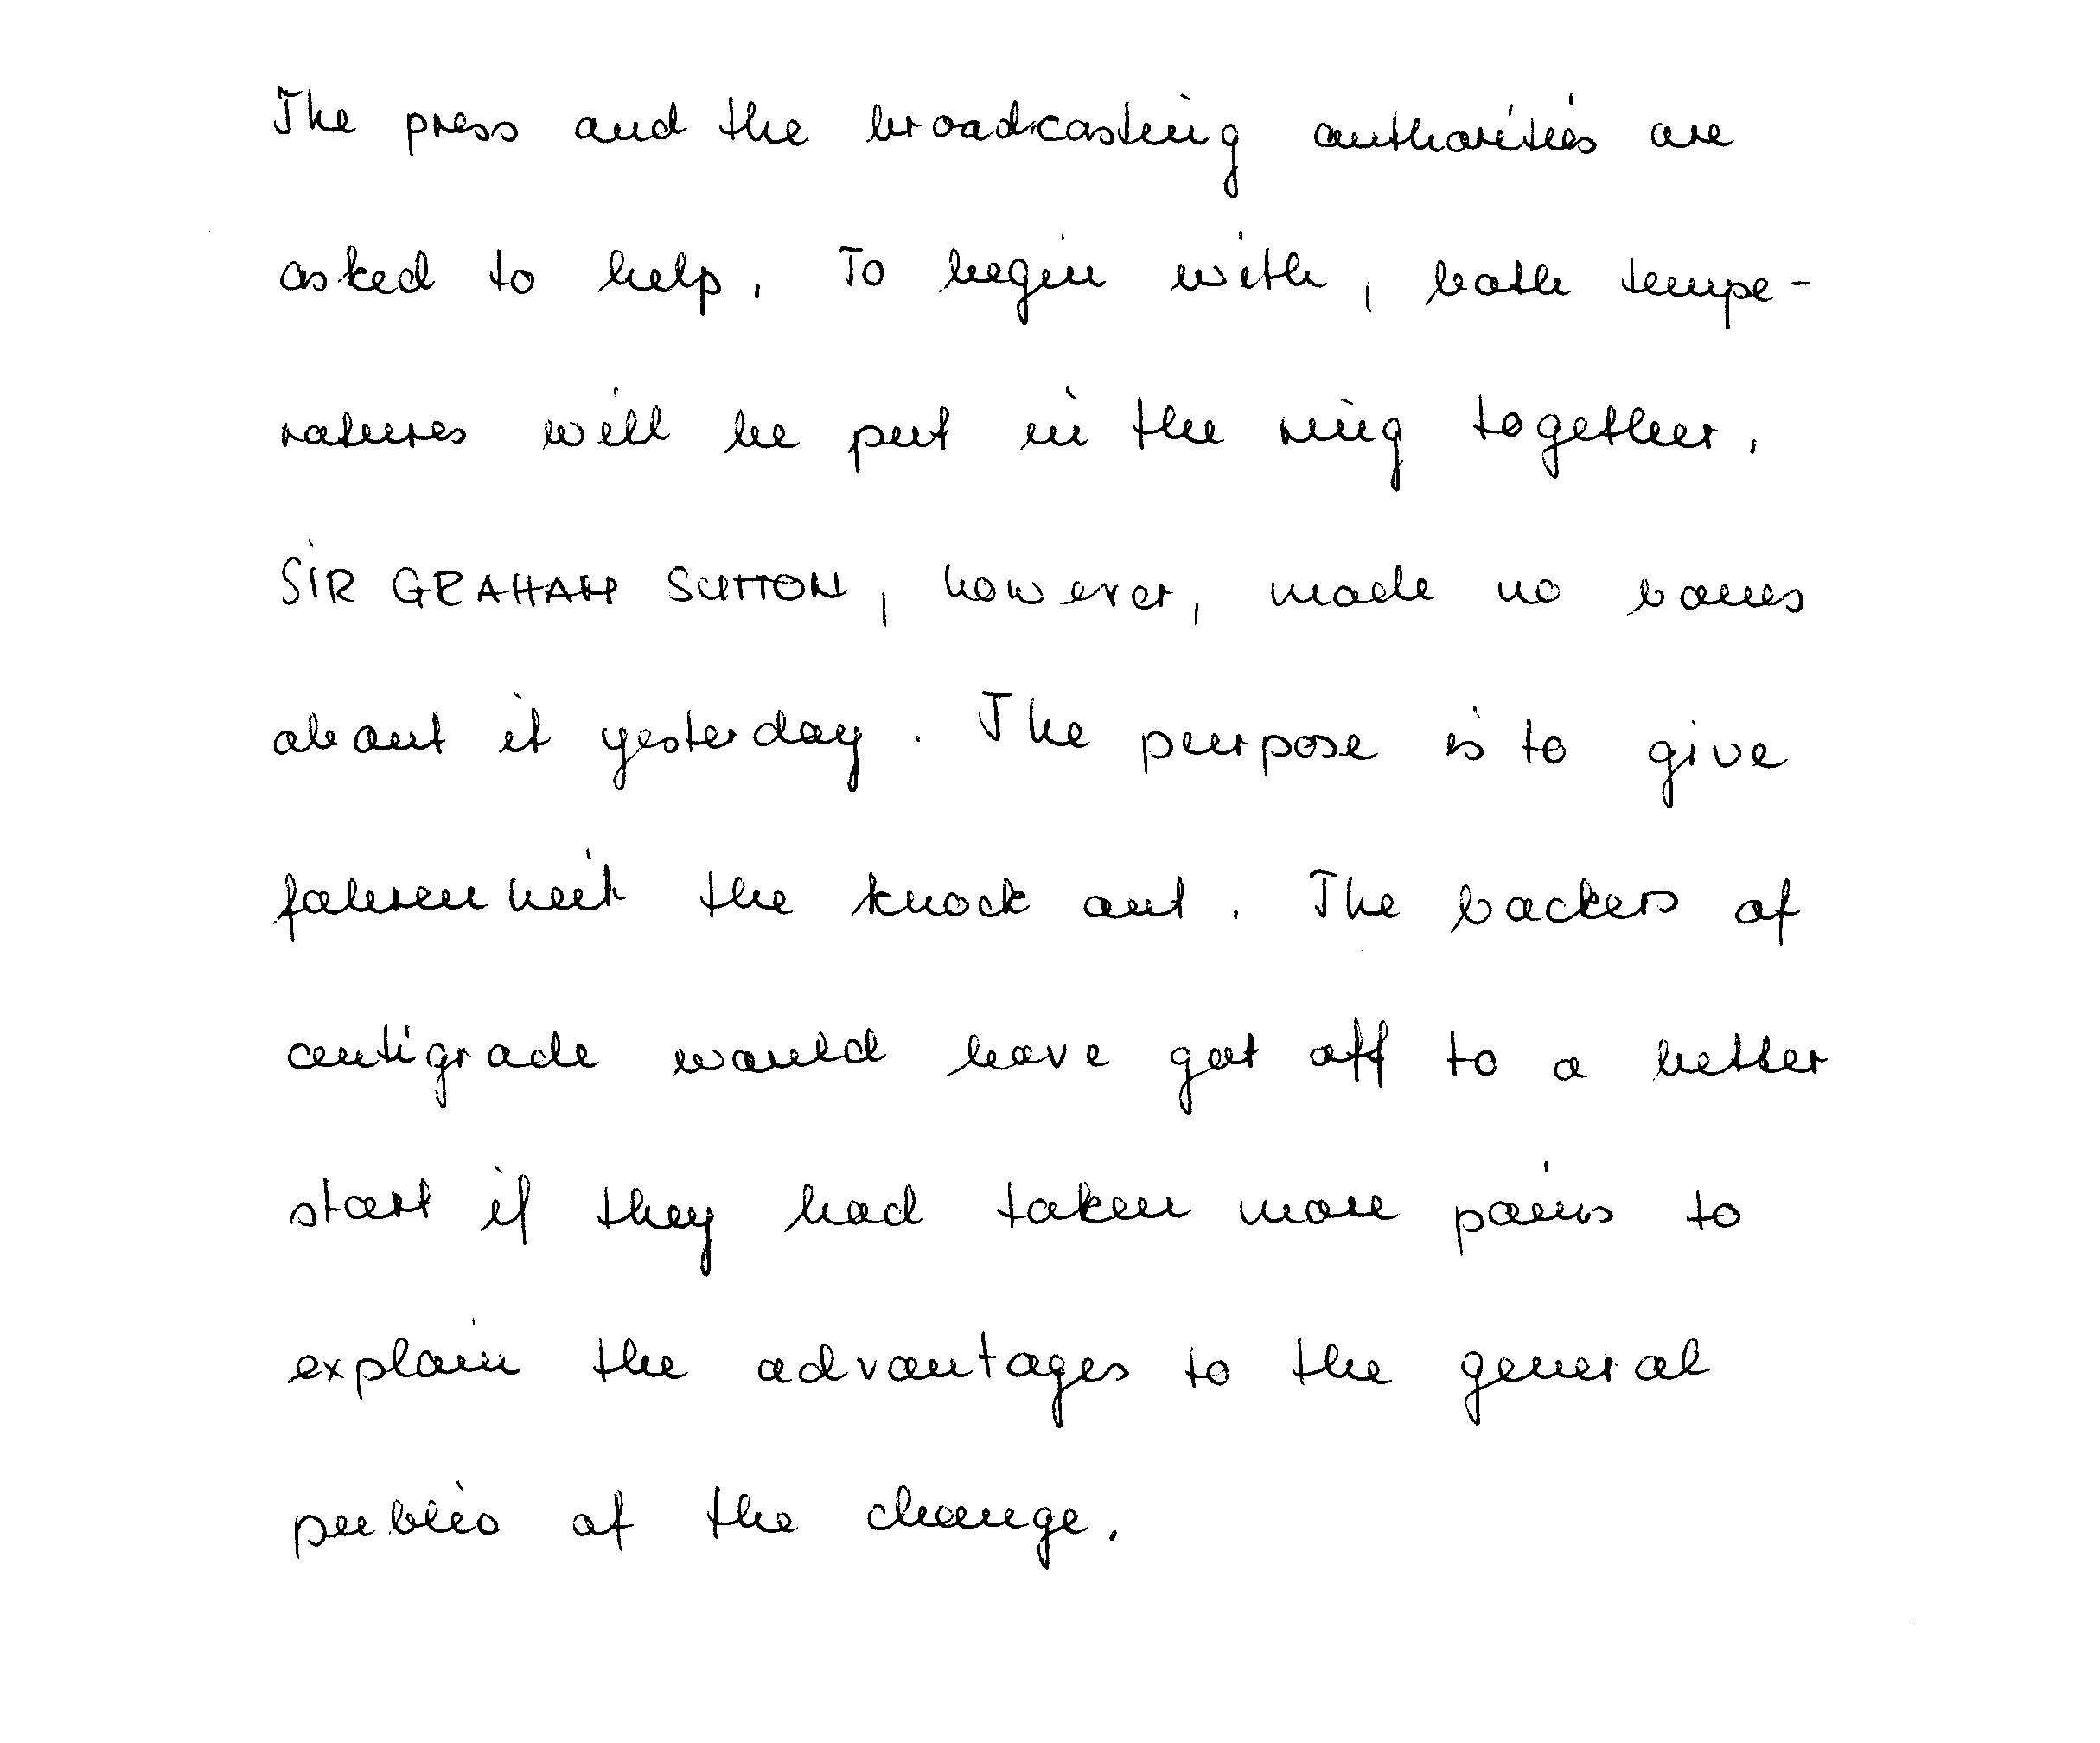 The press and the broadcasting authorities are
asked to help. To begin with, both tempe-
ratures will be put in the ring together.
SIR GRAHAM SUTTON, however, made no bones
about it yesterday. The purpose is to give
fahrenheit the knock out. The backers of
centigrade would have got off to a better
start if they had taken more pains to
explain the advantages to the general
public of the change.